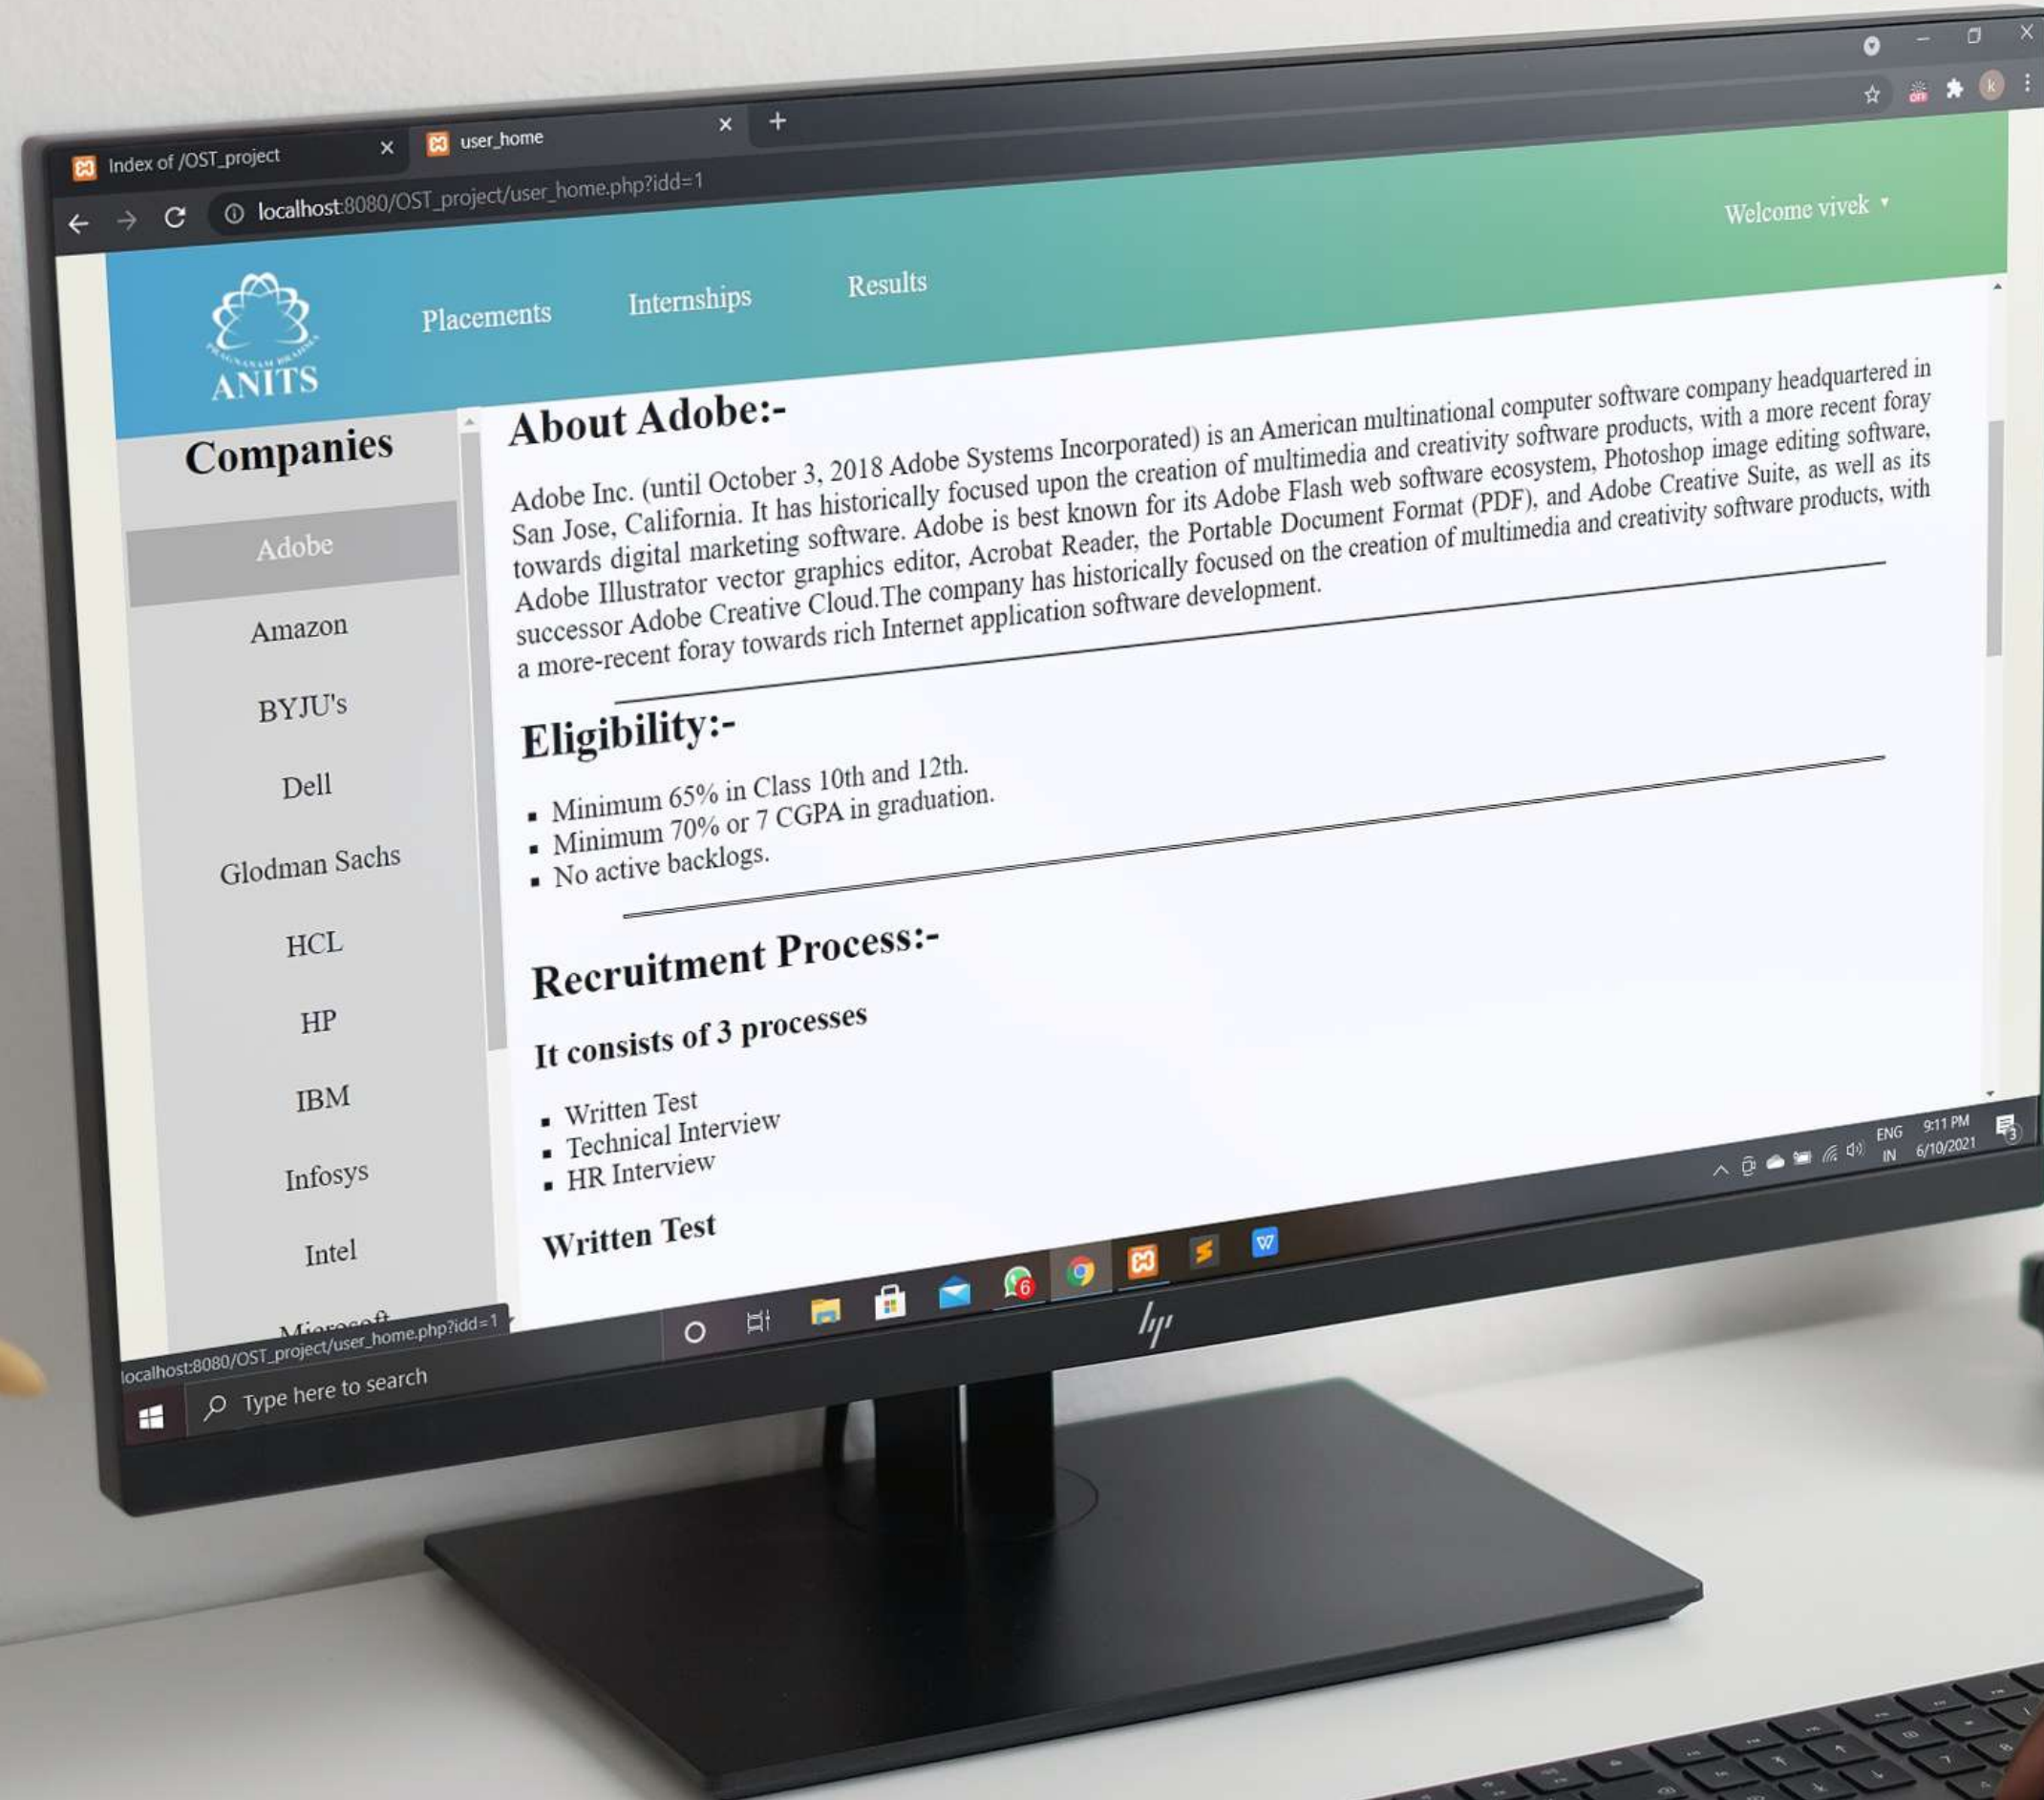 Index of /OST_project
user_home
localhost:8080/OST_project/user_home.php?idd=1
PRAGNANAM BRAHMA
ANITS
Placements
Internships
Results
Welcome vivek
Companies
Adobe
Amazon
BYJU's
Dell
Glodman Sachs
HCL
HP
IBM
Infosys
Intel
Microsoft
About Adobe:-
Adobe Inc. (until October 3, 2018 Adobe Systems Incorporated) is an American multinational computer software company headquartered in
San Jose, California. It has historically focused upon the creation of multimedia and creativity software products, with a more recent foray
towards digital marketing software. Adobe is best known for its Adobe Flash web software ecosystem, Photoshop image editing software,
Adobe Illustrator vector graphics editor, Acrobat Reader, the Portable Document Format (PDF), and Adobe Creative Suite, as well as its
successor Adobe Creative Cloud.The company has historically focused on the creation of multimedia and creativity software products, with
a more-recent foray towards rich Internet application software development.
Eligibility:-
▪ Minimum 65% in Class 10th and 12th.
▪ Minimum 70% or 7 CGPA in graduation.
▪ No active backlogs.
Recruitment Process:-
It consists of 3 processes
▪ Written Test
▪ Technical Interview
▪ HR Interview
Written Test
localhost:8080/OST_project/user_home.php?idd=1
Type here to search
6
OFF
k
ENG
IN
9:11 PM
6/10/2021
3
hp